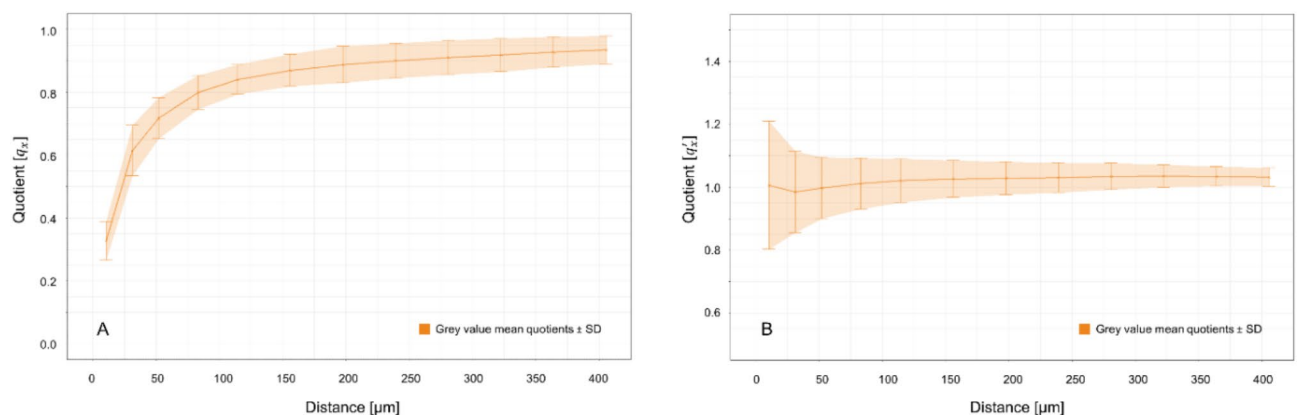 1.0
0.8
0.6
0.4
0.2
0.0
Quotient [qx]
A
Grey value mean quotients ± SD
0 50 100 150 200 250 300 350 400
Distance [µm]
1.4
1.2
1.0
0.8
0.6
Quotient [q′x]
B
Grey value mean quotients ± SD
0 50 100 150 200 250 300 350 400
Distance [µm]